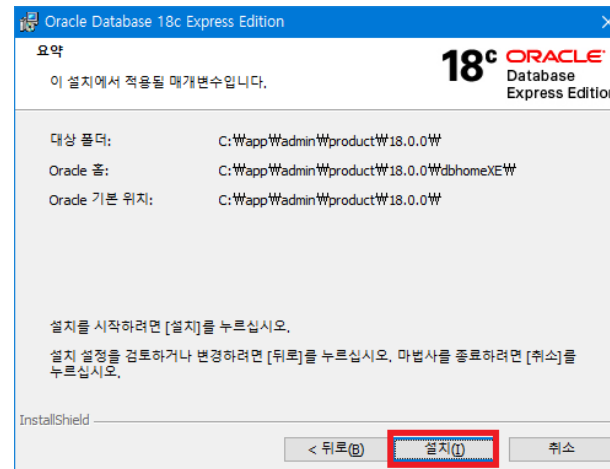 Oracle Database 18c Express Edition
요약
이 설치에서 적용될 매개변수입니다.
18c ORACLE
Database
Express Edition
대상 폴더: C:₩app₩admin₩product₩18.0.0₩
Oracle 홈: C:₩app₩admin₩product₩18.0.0₩dbhomeXE₩
Oracle 기본 위치: C:₩app₩admin₩product₩18.0.0₩
설치를 시작하려면 [설치]를 누르십시오.
설치 설정을 검토하거나 변경하려면 [뒤로]를 누르십시오. 마법사를 종료하려면 [취소]를
누르십시오.
InstallShield
< 뒤로(B) 설치(I) 취소